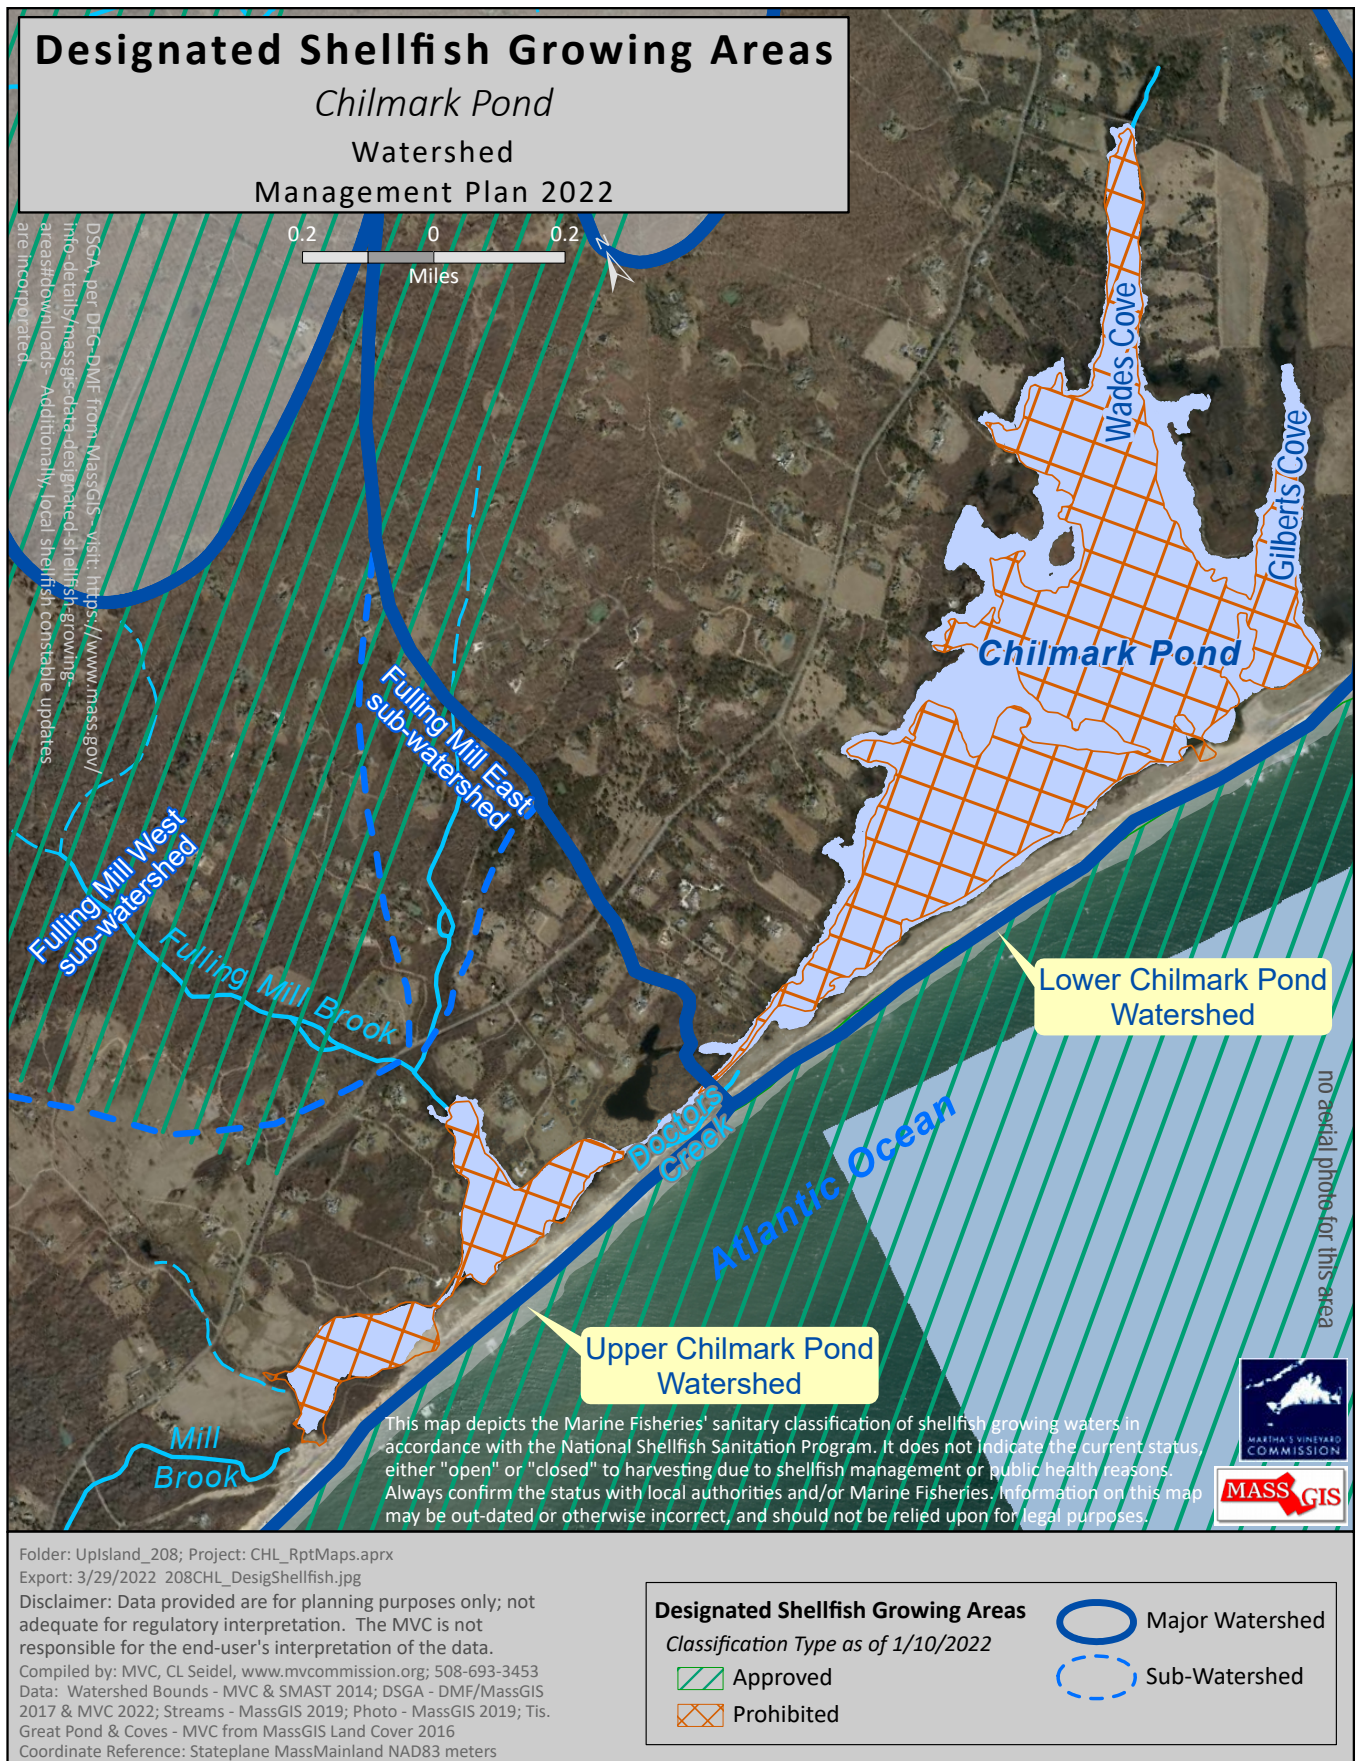 Designated Shellfish Growing Areas
Chilmark Pond
Watershed
Management Plan 2022
0.2 0 0.2
Miles
N
DSGA, per DFG-DMF from MassGIS - visit: https://www.mass.gov/
info-details/massgis-data-designated-shellfish-growing-
areas#downloads- Additionally, local shellfish constable updates
are incorporated.
Wades Cove
Gilberts Cove
Chilmark Pond
Fulling Mill East
sub-watershed
Fulling Mill West
sub-watershed
Fulling Mill Brook
Lower Chilmark Pond
Watershed
Doctors
Creek
Atlantic Ocean
no aerial photo for this area
Upper Chilmark Pond
Watershed
Mill
Brook
This map depicts the Marine Fisheries' sanitary classification of shellfish growing waters in
accordance with the National Shellfish Sanitation Program. It does not indicate the current status,
either "open" or "closed" to harvesting due to shellfish management or public health reasons.
Always confirm the status with local authorities and/or Marine Fisheries. Information on this map
may be out-dated or otherwise incorrect, and should not be relied upon for legal purposes.
MARTHA'S VINEYARD
COMMISSION
MASS GIS
Folder: UpIsland_208; Project: CHL_RptMaps.aprx
Export: 3/29/2022 208CHL_DesigShellfish.jpg
Disclaimer: Data provided are for planning purposes only; not
adequate for regulatory interpretation. The MVC is not
responsible for the end-user's interpretation of the data.
Compiled by: MVC, CL Seidel, www.mvcommission.org; 508-693-3453
Data: Watershed Bounds - MVC & SMAST 2014; DSGA - DMF/MassGIS
2017 & MVC 2022; Streams - MassGIS 2019; Photo - MassGIS 2019; Tis.
Great Pond & Coves - MVC from MassGIS Land Cover 2016
Coordinate Reference: Stateplane MassMainland NAD83 meters
Designated Shellfish Growing Areas
Classification Type as of 1/10/2022
Approved
Prohibited
Major Watershed
Sub-Watershed